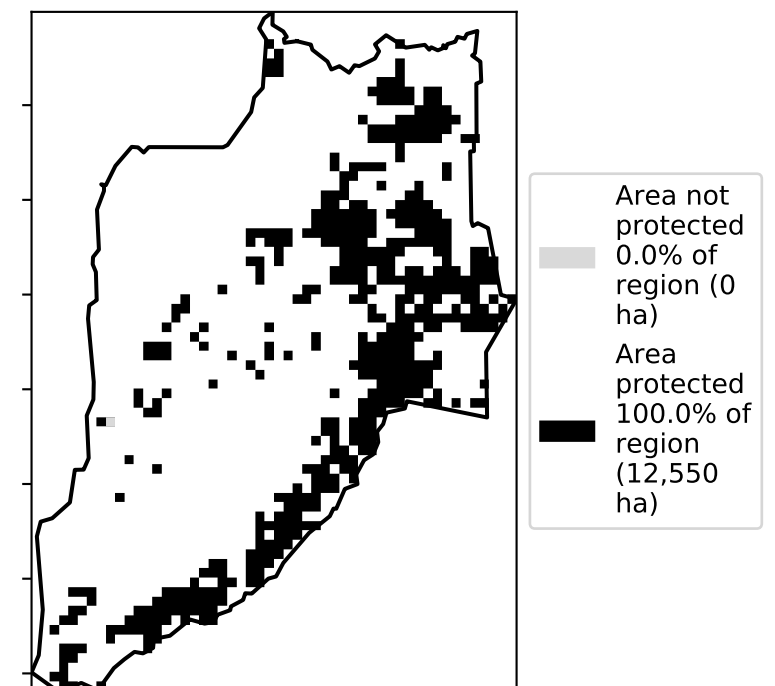 Area not
protected
0.0% of
region (0
ha)
Area
protected
100.0% of
region
(12,550
ha)